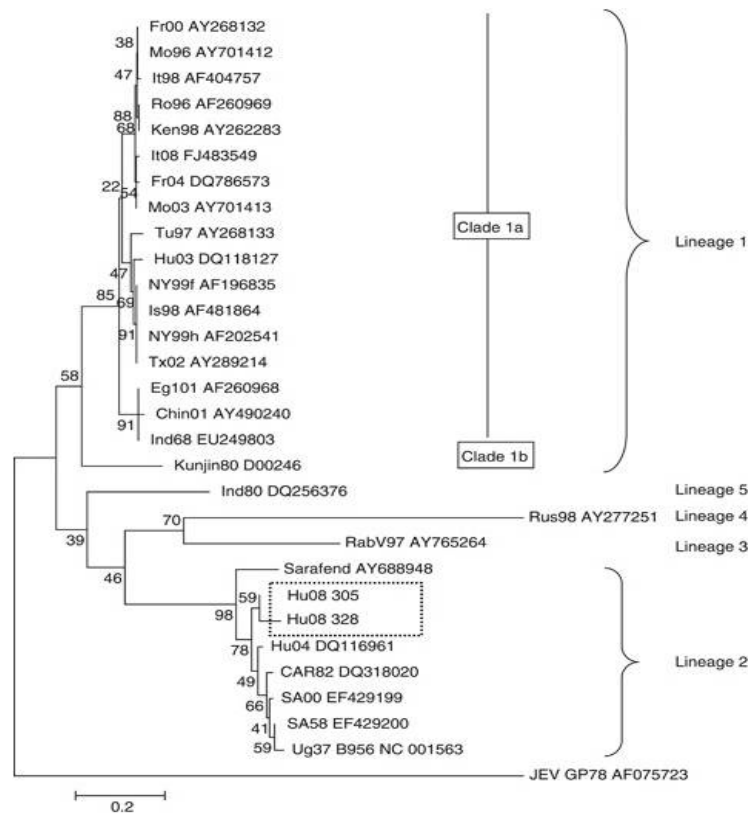 Fr00 AY268132
38
Mo96 AY701412
47
It98 AF404757
Ro96 AF260969
88
68
Ken98 AY262283
It08 FJ483549
22
54
Fr04 DQ786573
Mo03 AY701413
Clade 1a
Tu97 AY268133
Lineage 1
Hu03 DQ118127
47
NY99f AF196835
85
69
Is98 AF481864
NY99h AF202541
91
Tx02 AY289214
58
Eg101 AF260968
Chin01 AY490240
91
Ind68 EU249803
Clade 1b
Kunjin80 D00246
Ind80 DQ256376
Lineage 5
70
Rus98 AY277251
Lineage 4
39
RabV97 AY765264
Lineage 3
46
Sarafend AY688948
59
Hu08 305
98
Hu08 328
78
Hu04 DQ116961
Lineage 2
49
CAR82 DQ318020
66
SA00 EF429199
41
SA58 EF429200
59
Ug37 B956 NC 001563
JEV GP78 AF075723
0.2